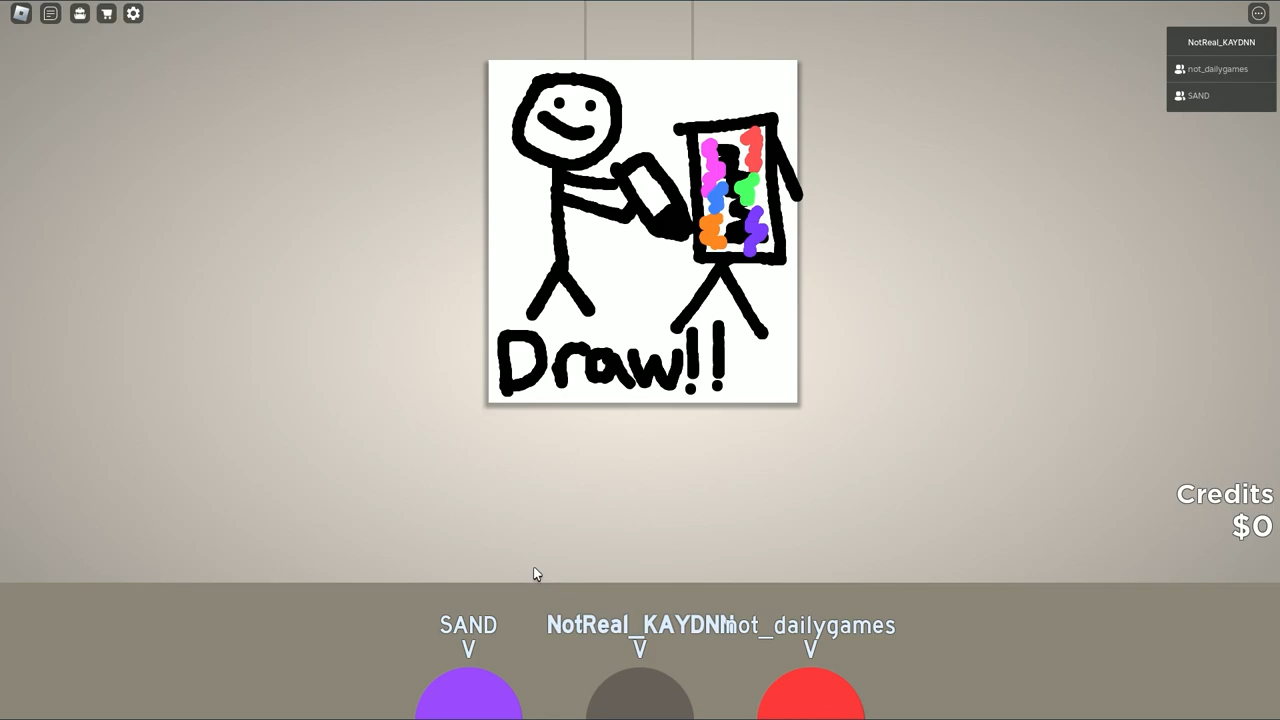 NotReal_KAYDNN
not_dailygames
SAND
Draw!!
Credits
$0
SAND
NotReal_KAYDNN
not_dailygames
V
V
V